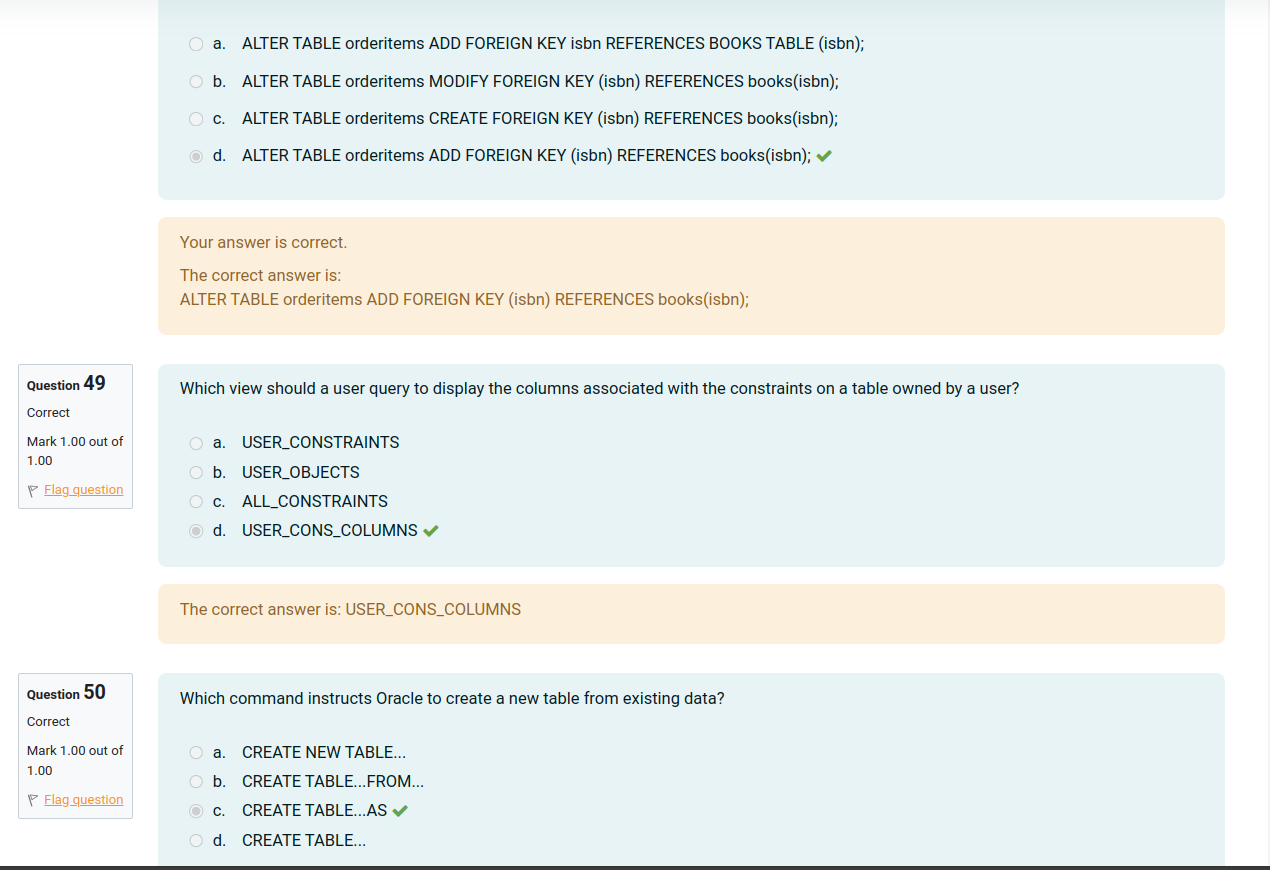 a. ALTER TABLE orderitems ADD FOREIGN KEY isbn REFERENCES BOOKS TABLE (isbn);
b. ALTER TABLE orderitems MODIFY FOREIGN KEY (isbn) REFERENCES books(isbn);
c. ALTER TABLE orderitems CREATE FOREIGN KEY (isbn) REFERENCES books(isbn);
d. ALTER TABLE orderitems ADD FOREIGN KEY (isbn) REFERENCES books(isbn);
Your answer is correct.
The correct answer is:
ALTER TABLE orderitems ADD FOREIGN KEY (isbn) REFERENCES books(isbn);
Question 49
Correct
Mark 1.00 out of
1.00
Flag question
Which view should a user query to display the columns associated with the constraints on a table owned by a user?
a. USER_CONSTRAINTS
b. USER_OBJECTS
c. ALL_CONSTRAINTS
d. USER_CONS_COLUMNS
The correct answer is: USER_CONS_COLUMNS
Question 50
Correct
Mark 1.00 out of
1.00
Flag question
Which command instructs Oracle to create a new table from existing data?
a. CREATE NEW TABLE...
b. CREATE TABLE...FROM...
c. CREATE TABLE...AS
d. CREATE TABLE...